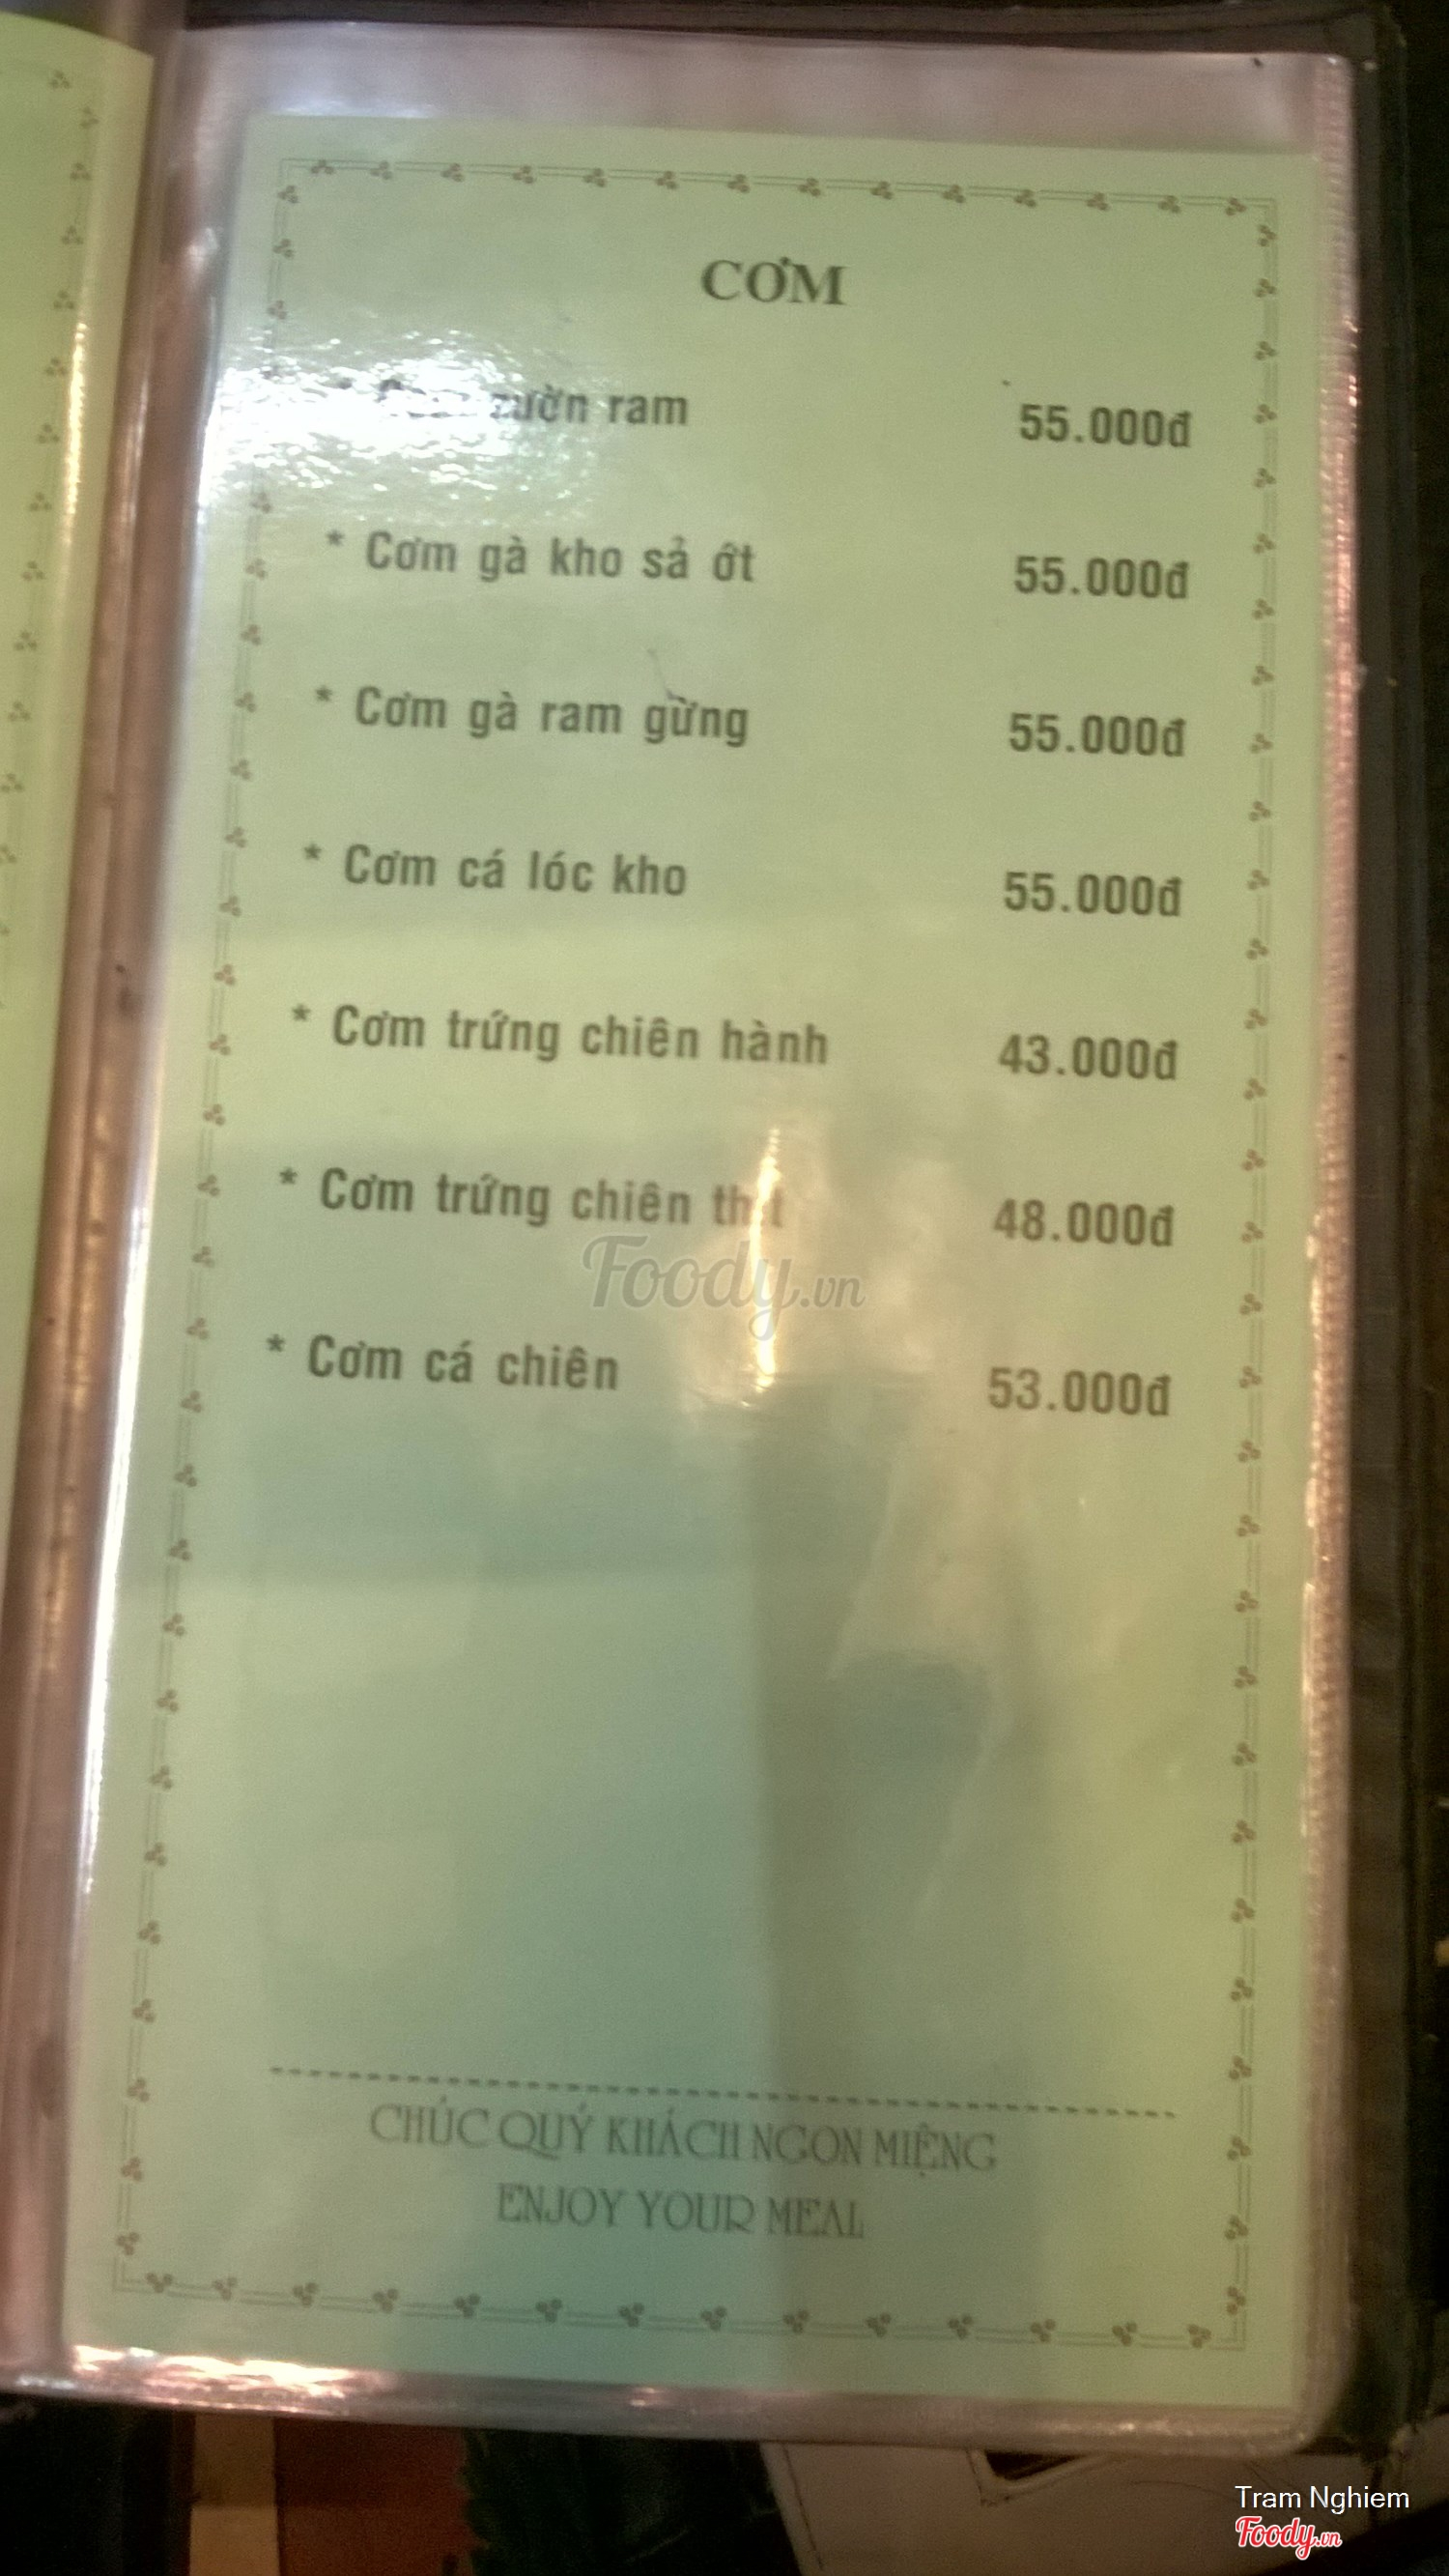 CƠM
ram 55.000đ
* Cơm gà kho sả ớt 55.000đ
* Cơm gà ram gừng 55.000đ
* Cơm cá lóc kho 55.000đ
* Cơm trứng chiên hành 43.000đ
* Cơm trứng chiên thịt 48.000đ
Foody.vn
* Cơm cá chiên 53.000đ
CHÚC QUÝ KHÁCH NGON MIỆNG
ENJOY YOUR MEAL
Tram Nghiem
Foody.vn